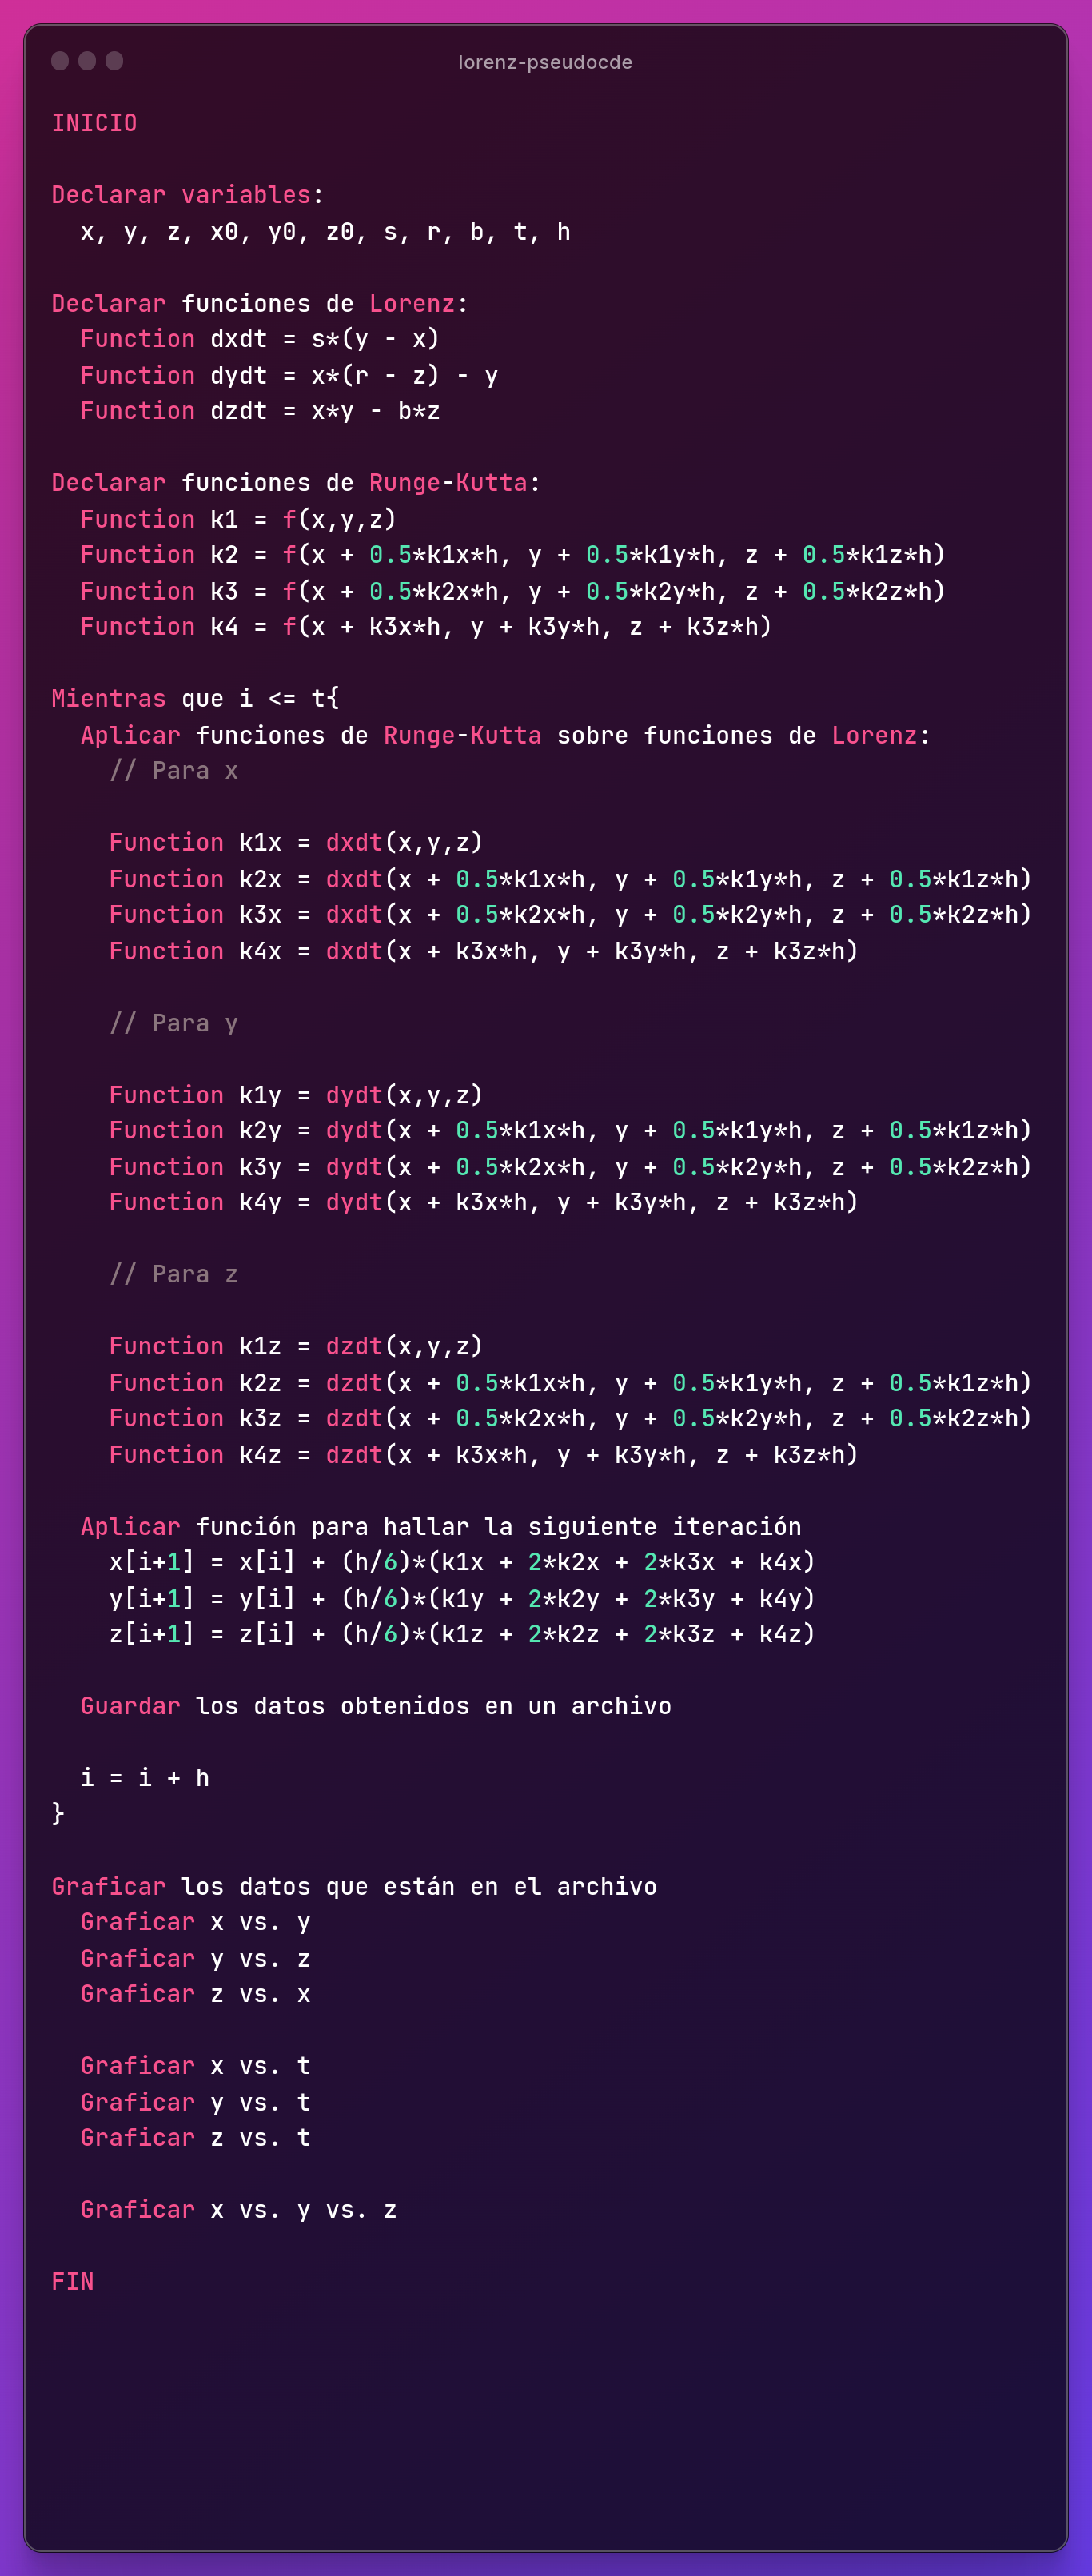 lorenz-pseudocde
INICIO
Declarar variables:
x, y, z, x0, y0, z0, s, r, b, t, h
Declarar funciones de Lorenz:
Function dxdt = s*(y - x)
Function dydt = x*(r - z) - y
Function dzdt = x*y - b*z
Declarar funciones de Runge-Kutta:
Function k1 = f(x,y,z)
Function k2 = f(x + 0.5*k1x*h, y + 0.5*k1y*h, z + 0.5*k1z*h)
Function k3 = f(x + 0.5*k2x*h, y + 0.5*k2y*h, z + 0.5*k2z*h)
Function k4 = f(x + k3x*h, y + k3y*h, z + k3z*h)
Mientras que i <= t{
Aplicar funciones de Runge-Kutta sobre funciones de Lorenz:
// Para x
Function k1x = dxdt(x,y,z)
Function k2x = dxdt(x + 0.5*k1x*h, y + 0.5*k1y*h, z + 0.5*k1z*h)
Function k3x = dxdt(x + 0.5*k2x*h, y + 0.5*k2y*h, z + 0.5*k2z*h)
Function k4x = dxdt(x + k3x*h, y + k3y*h, z + k3z*h)
// Para y
Function k1y = dydt(x,y,z)
Function k2y = dydt(x + 0.5*k1x*h, y + 0.5*k1y*h, z + 0.5*k1z*h)
Function k3y = dydt(x + 0.5*k2x*h, y + 0.5*k2y*h, z + 0.5*k2z*h)
Function k4y = dydt(x + k3x*h, y + k3y*h, z + k3z*h)
// Para z
Function k1z = dzdt(x,y,z)
Function k2z = dzdt(x + 0.5*k1x*h, y + 0.5*k1y*h, z + 0.5*k1z*h)
Function k3z = dzdt(x + 0.5*k2x*h, y + 0.5*k2y*h, z + 0.5*k2z*h)
Function k4z = dzdt(x + k3x*h, y + k3y*h, z + k3z*h)
Aplicar función para hallar la siguiente iteración
x[i+1] = x[i] + (h/6)*(k1x + 2*k2x + 2*k3x + k4x)
y[i+1] = y[i] + (h/6)*(k1y + 2*k2y + 2*k3y + k4y)
z[i+1] = z[i] + (h/6)*(k1z + 2*k2z + 2*k3z + k4z)
Guardar los datos obtenidos en un archivo
i = i + h
}
Graficar los datos que están en el archivo
Graficar x vs. y
Graficar y vs. z
Graficar z vs. x
Graficar x vs. t
Graficar y vs. t
Graficar z vs. t
Graficar x vs. y vs. z
FIN